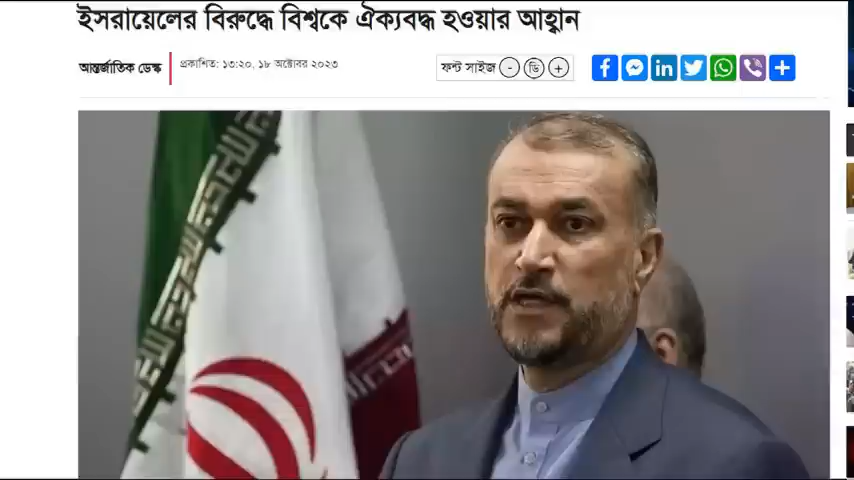 ইসরায়েলের বিরুদ্ধে বিশ্বকে ঐক্যবদ্ধ হওয়ার আহ্বান
আন্তর্জাতিক ডেস্ক
প্রকাশিত: ১৩:২০, ১৮ অক্টোবর ২০২৩
ফন্ট সাইজ - ডি +